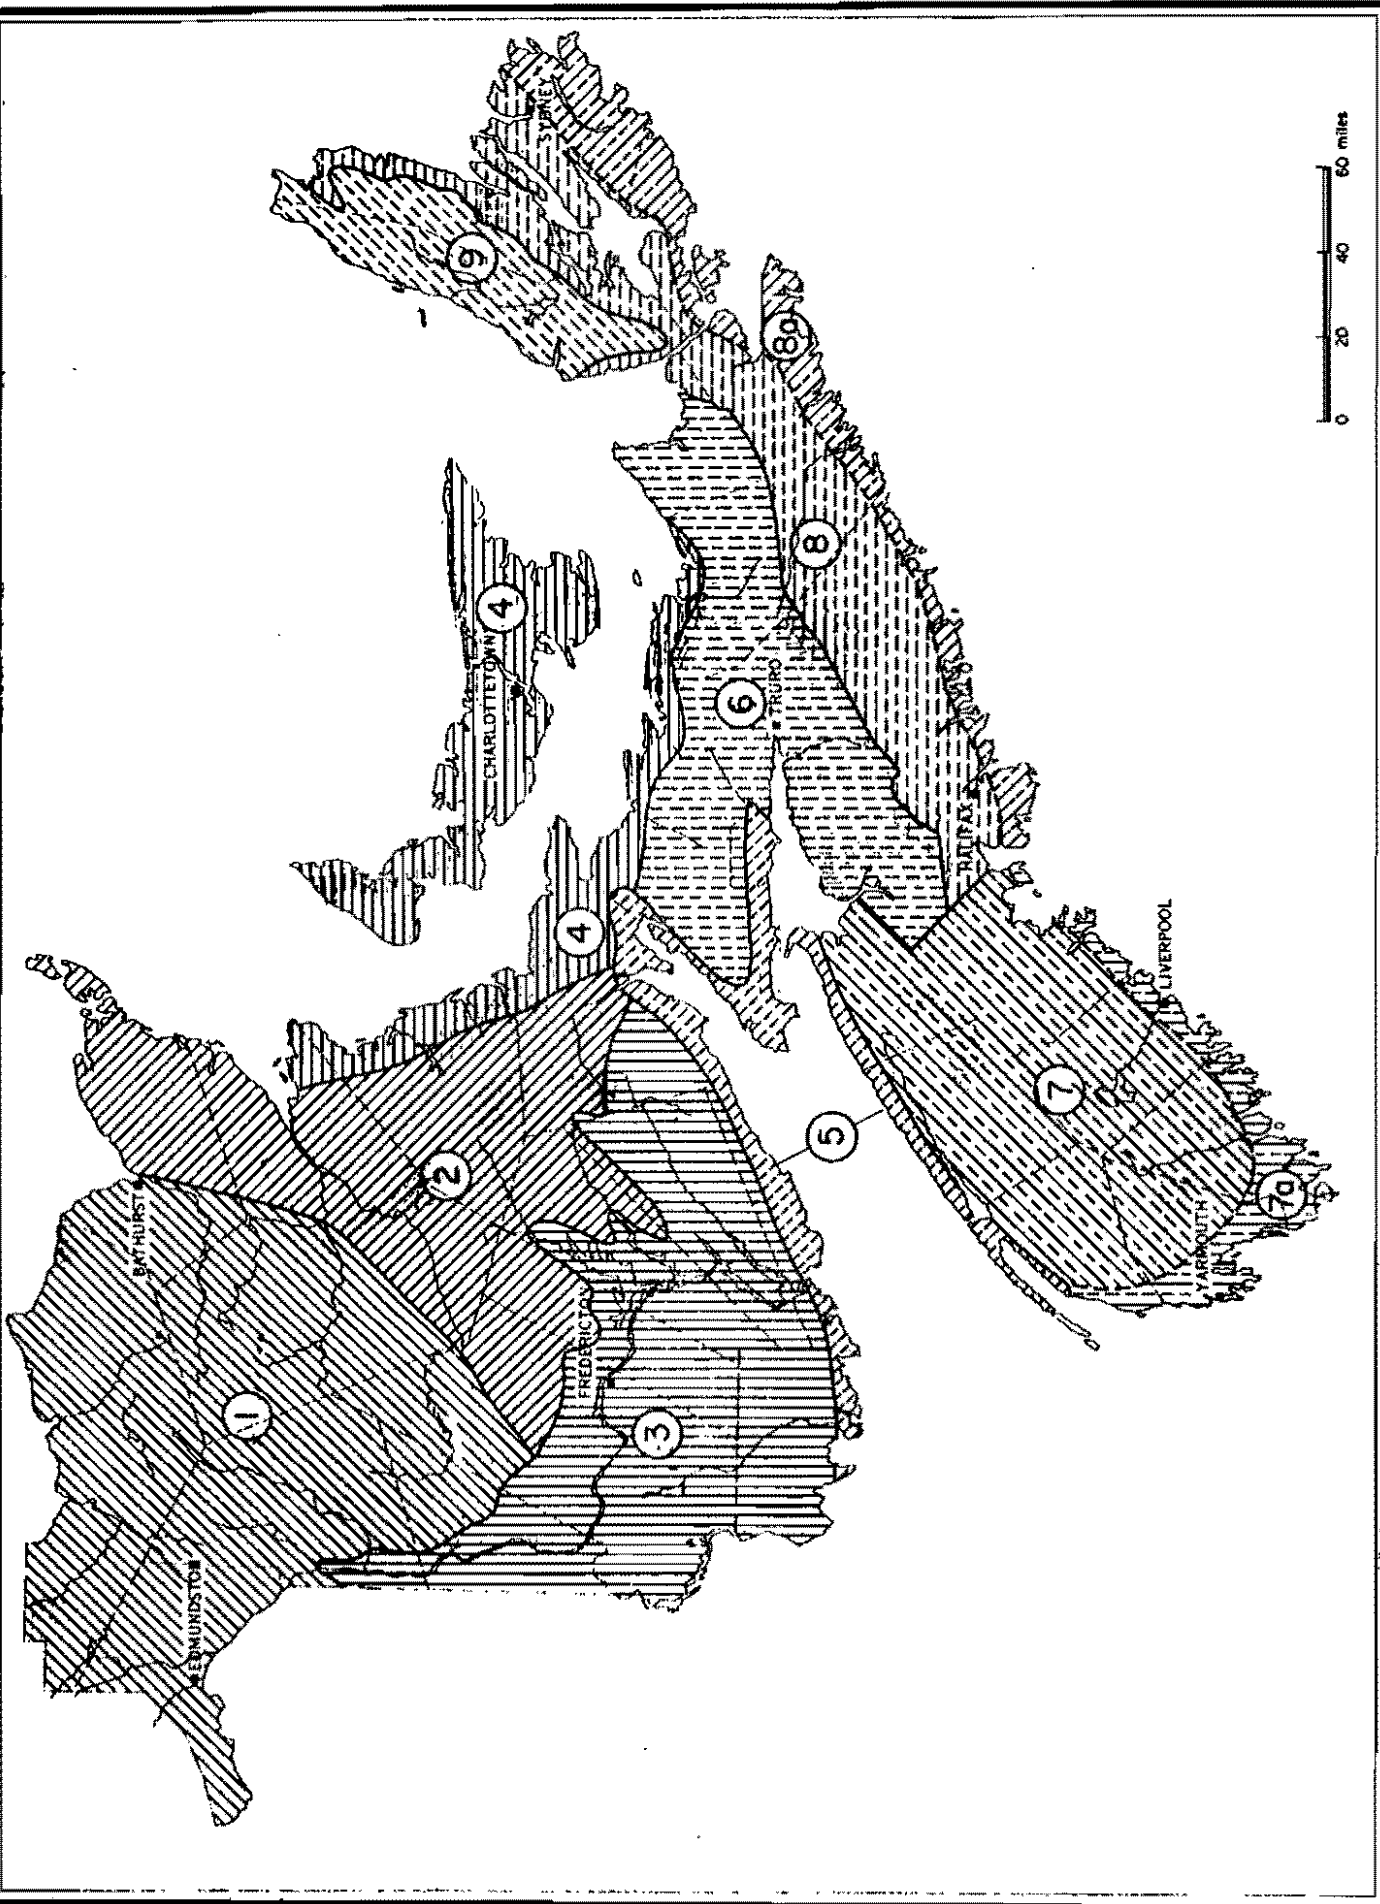 EDMUNDSTON
BATHURST
1
2
FREDERICTON
3
4
CHARLOTTETOWN
4
9
SYDNEY
5
6
TRURO
8
8a
HALIFAX
7
LIVERPOOL
YARMOUTH
7a
0 20 40 60 miles